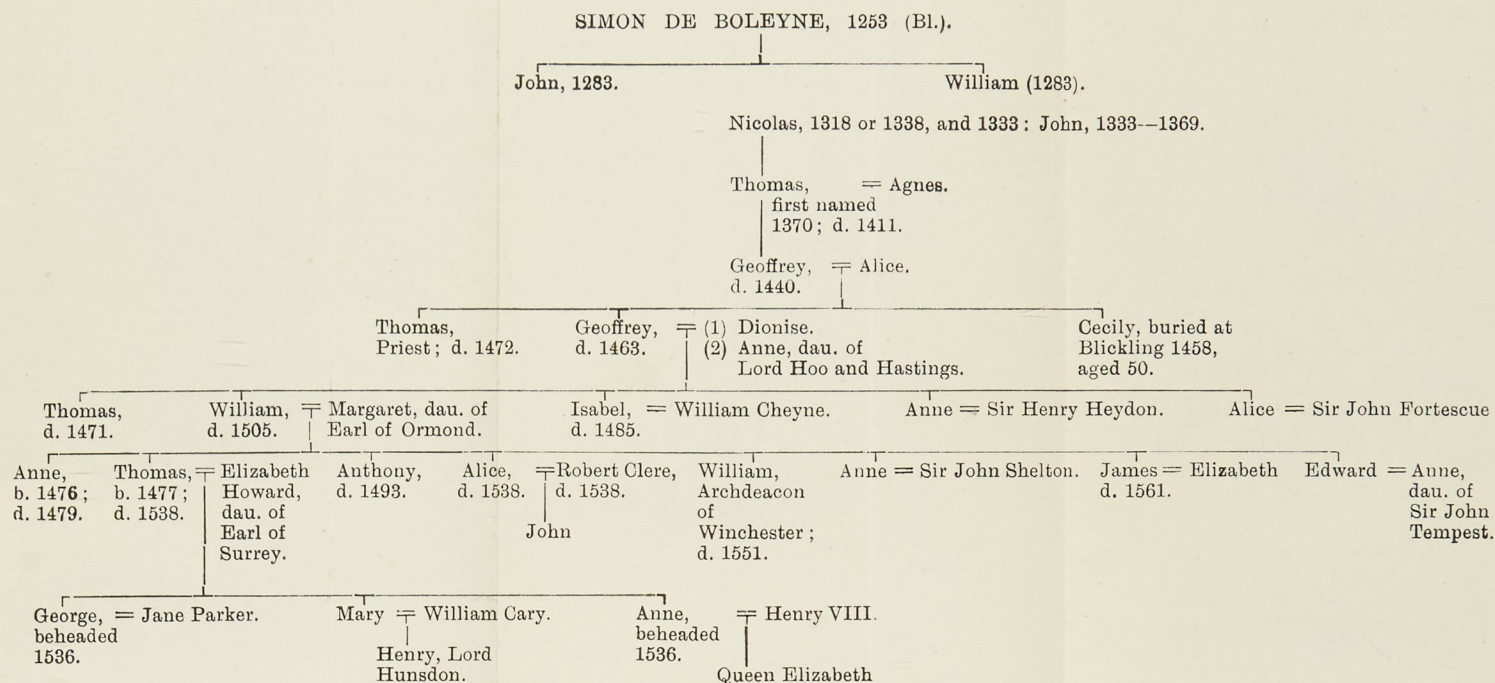 SIMON DE BOLEYNE, 1253 (Bl.).
John, 1283.
William (1283).
Nicolas, 1318 or 1338, and 1333 : John, 1333--1369.
Thomas, = Agnes.
first named
1370 ; d. 1411.
Geoffrey, = Alice.
d. 1440.
Thomas,
Priest ; d. 1472.
Geoffrey, = (1) Dionise.
d. 1463. (2) Anne, dau. of
Lord Hoo and Hastings.
Cecily, buried at
Blickling 1458,
aged 50.
Thomas,
d. 1471.
William, = Margaret, dau. of
d. 1505. Earl of Ormond.
Isabel, = William Cheyne.
d. 1485.
Anne = Sir Henry Heydon.
Alice = Sir John Fortescue
Anne,
b. 1476 ;
d. 1479.
Thomas, = Elizabeth
b. 1477 ; Howard,
d. 1538. dau. of
Earl of
Surrey.
Anthony,
d. 1493.
Alice, = Robert Clere,
d. 1538. d. 1538.
John
William,
Archdeacon
of
Winchester ;
d. 1551.
Anne = Sir John Shelton.
James = Elizabeth
d. 1561.
Edward = Anne,
dau. of
Sir John
Tempest.
George, = Jane Parker.
beheaded
1536.
Mary = William Cary.
Henry, Lord
Hunsdon.
Anne, = Henry VIII.
beheaded
1536.
Queen Elizabeth